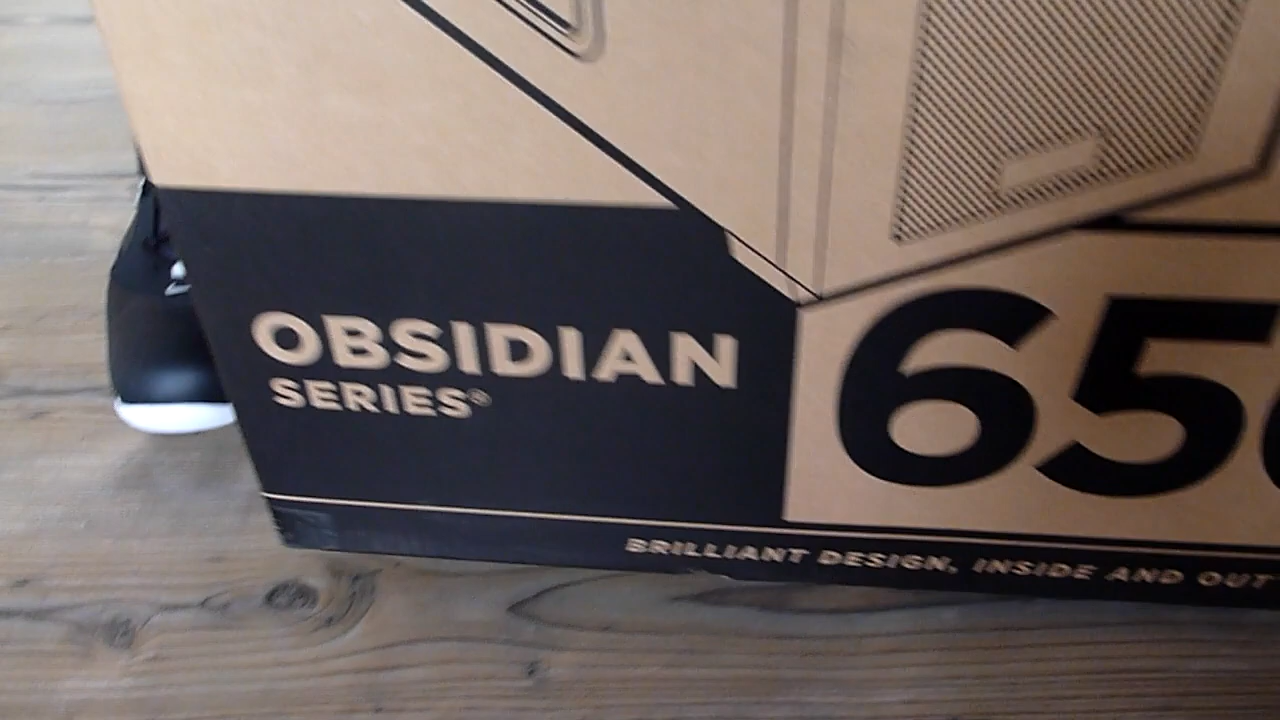 OBSIDIAN
SERIES®
65
BRILLIANT DESIGN, INSIDE AND OUT